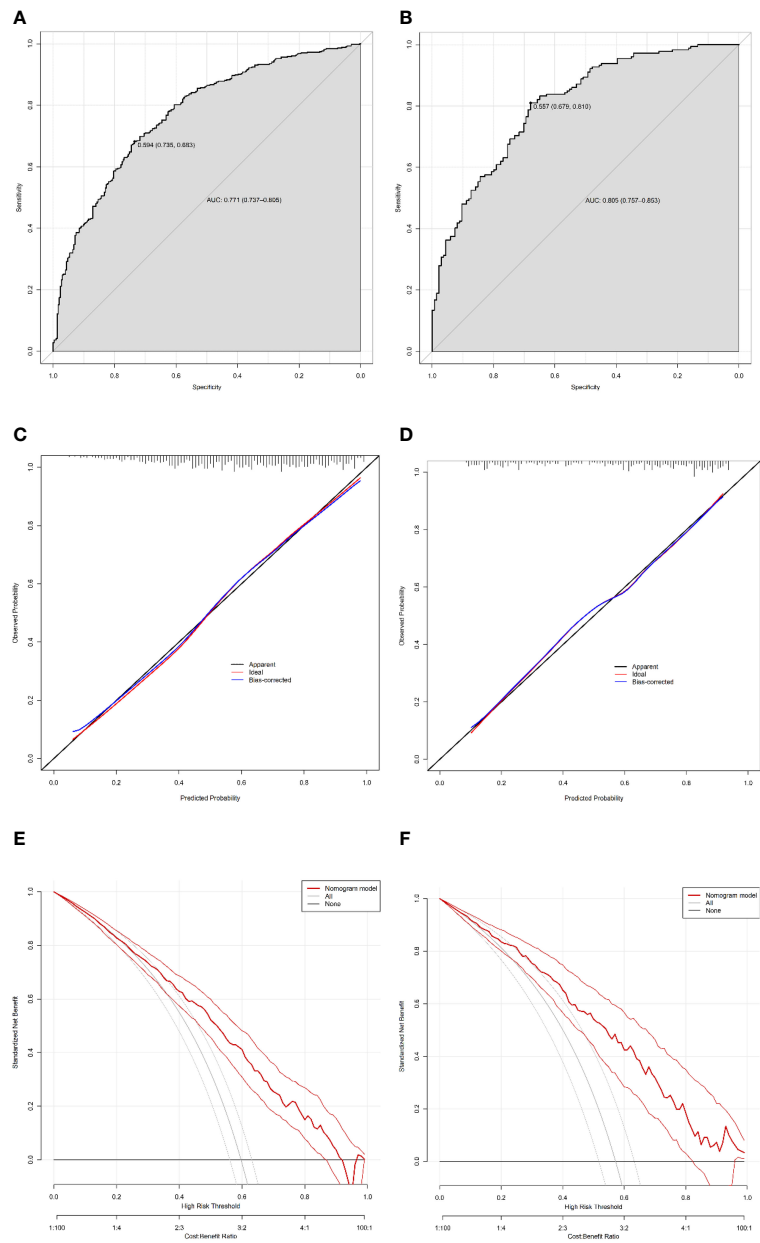 A
Sensitivity
0.0 0.2 0.4 0.6 0.8 1.0
0.594 (0.735, 0.683)
AUC: 0.771 (0.737–0.805)
1.0 0.8 0.6 0.4 0.2 0.0
Specificity
B
Sensitivity
0.0 0.2 0.4 0.6 0.8 1.0
0.557 (0.679, 0.810)
AUC: 0.805 (0.757–0.853)
1.0 0.8 0.6 0.4 0.2 0.0
Specificity
C
Observed Probability
0.0 0.2 0.4 0.6 0.8 1.0
Apparent
Ideal
Bias-corrected
0.0 0.2 0.4 0.6 0.8 1.0
Predicted Probability
D
Observed Probability
0.0 0.2 0.4 0.6 0.8 1.0
Apparent
Ideal
Bias-corrected
0.0 0.2 0.4 0.6 0.8 1.0
Predicted Probability
E
Standardized Net Benefit
0.0 0.2 0.4 0.6 0.8 1.0
Nomogram model
All
None
0.0 0.2 0.4 0.6 0.8 1.0
High Risk Threshold
1:100 1:4 2:3 3:2 4:1 100:1
Cost:Benefit Ratio
F
Standardized Net Benefit
0.0 0.2 0.4 0.6 0.8 1.0
Nomogram model
All
None
0.0 0.2 0.4 0.6 0.8 1.0
High Risk Threshold
1:100 1:4 2:3 3:2 4:1 100:1
Cost:Benefit Ratio